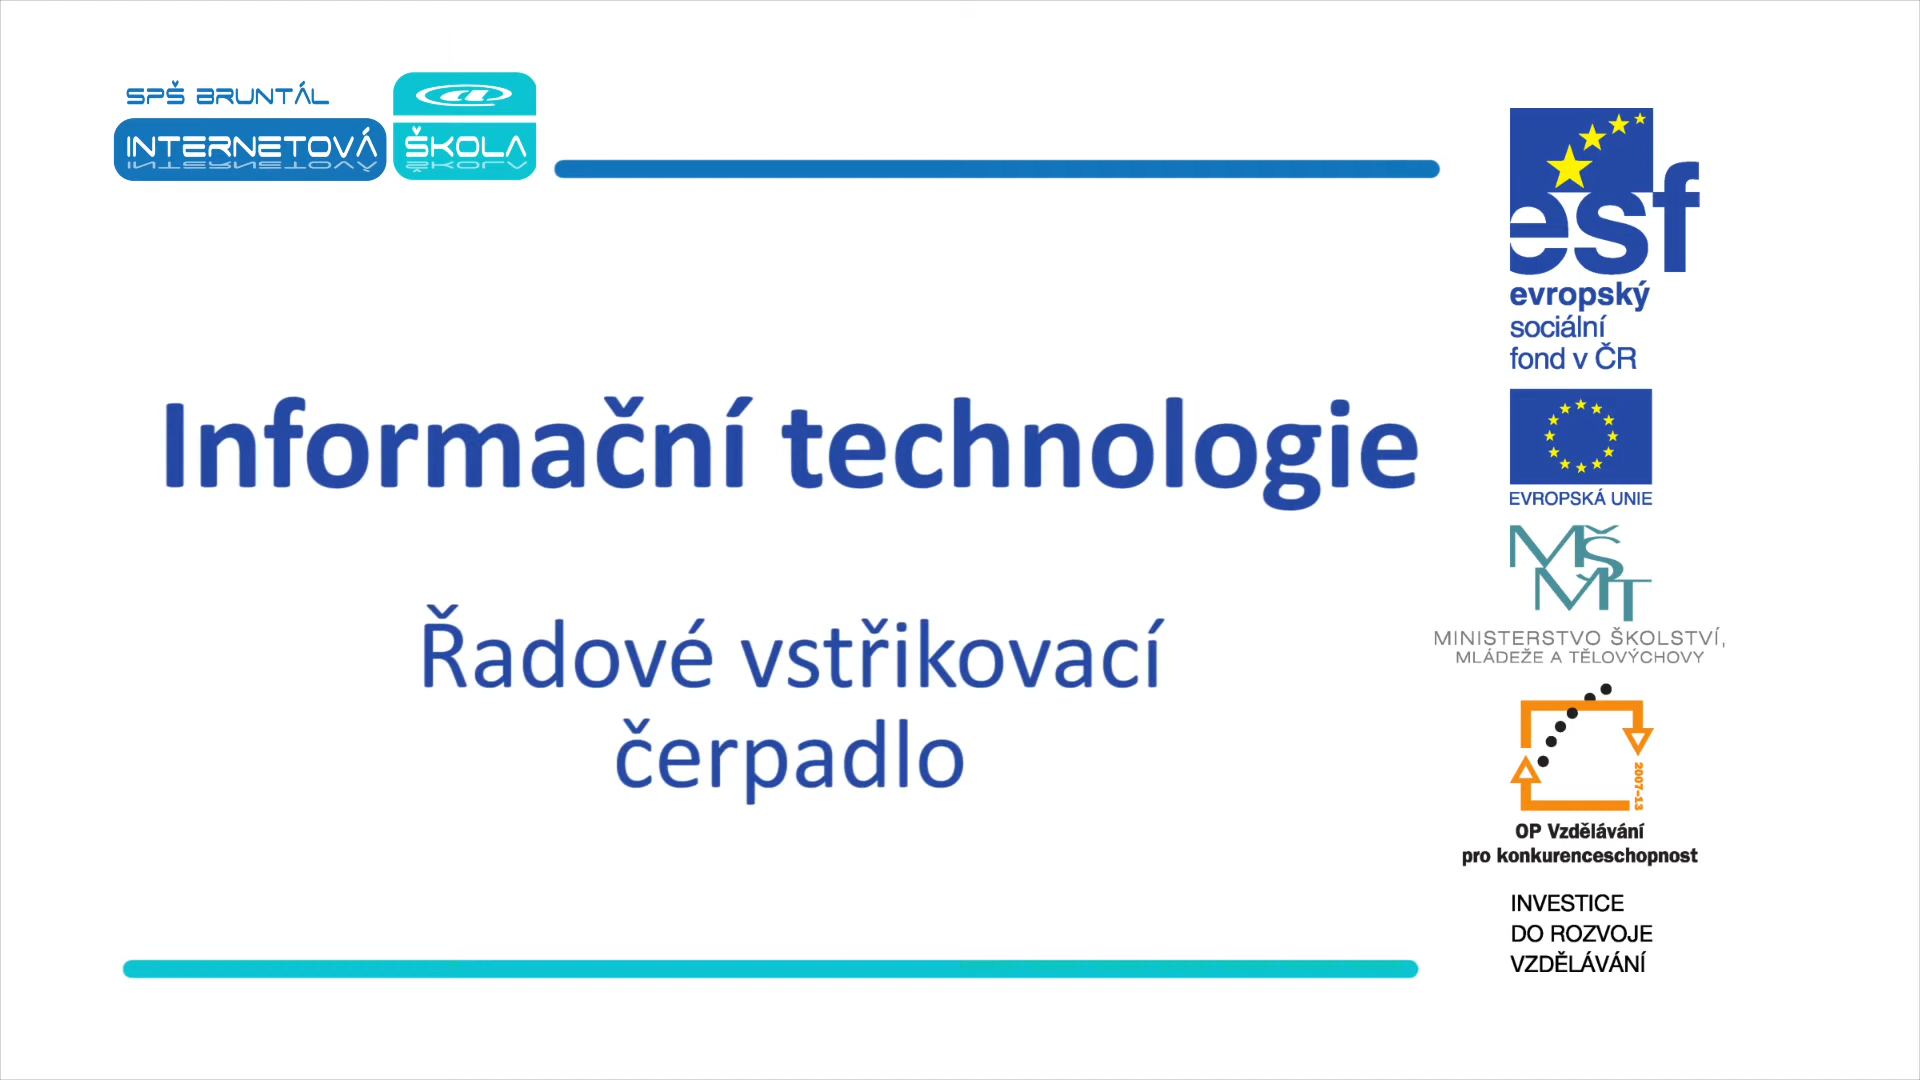 SPŠ BRUNTÁL
INTERNETOVÁ ŠKOLA
Informační technologie
Řadové vstřikovací
čerpadlo
esf
evropský
sociální
fond v ČR
EVROPSKÁ UNIE
MŠMT
MINISTERSTVO ŠKOLSTVÍ,
MLÁDEŽE A TĚLOVÝCHOVY
2007-13
OP Vzdělávání
pro konkurenceschopnost
INVESTICE
DO ROZVOJE
VZDĚLÁVÁNÍ